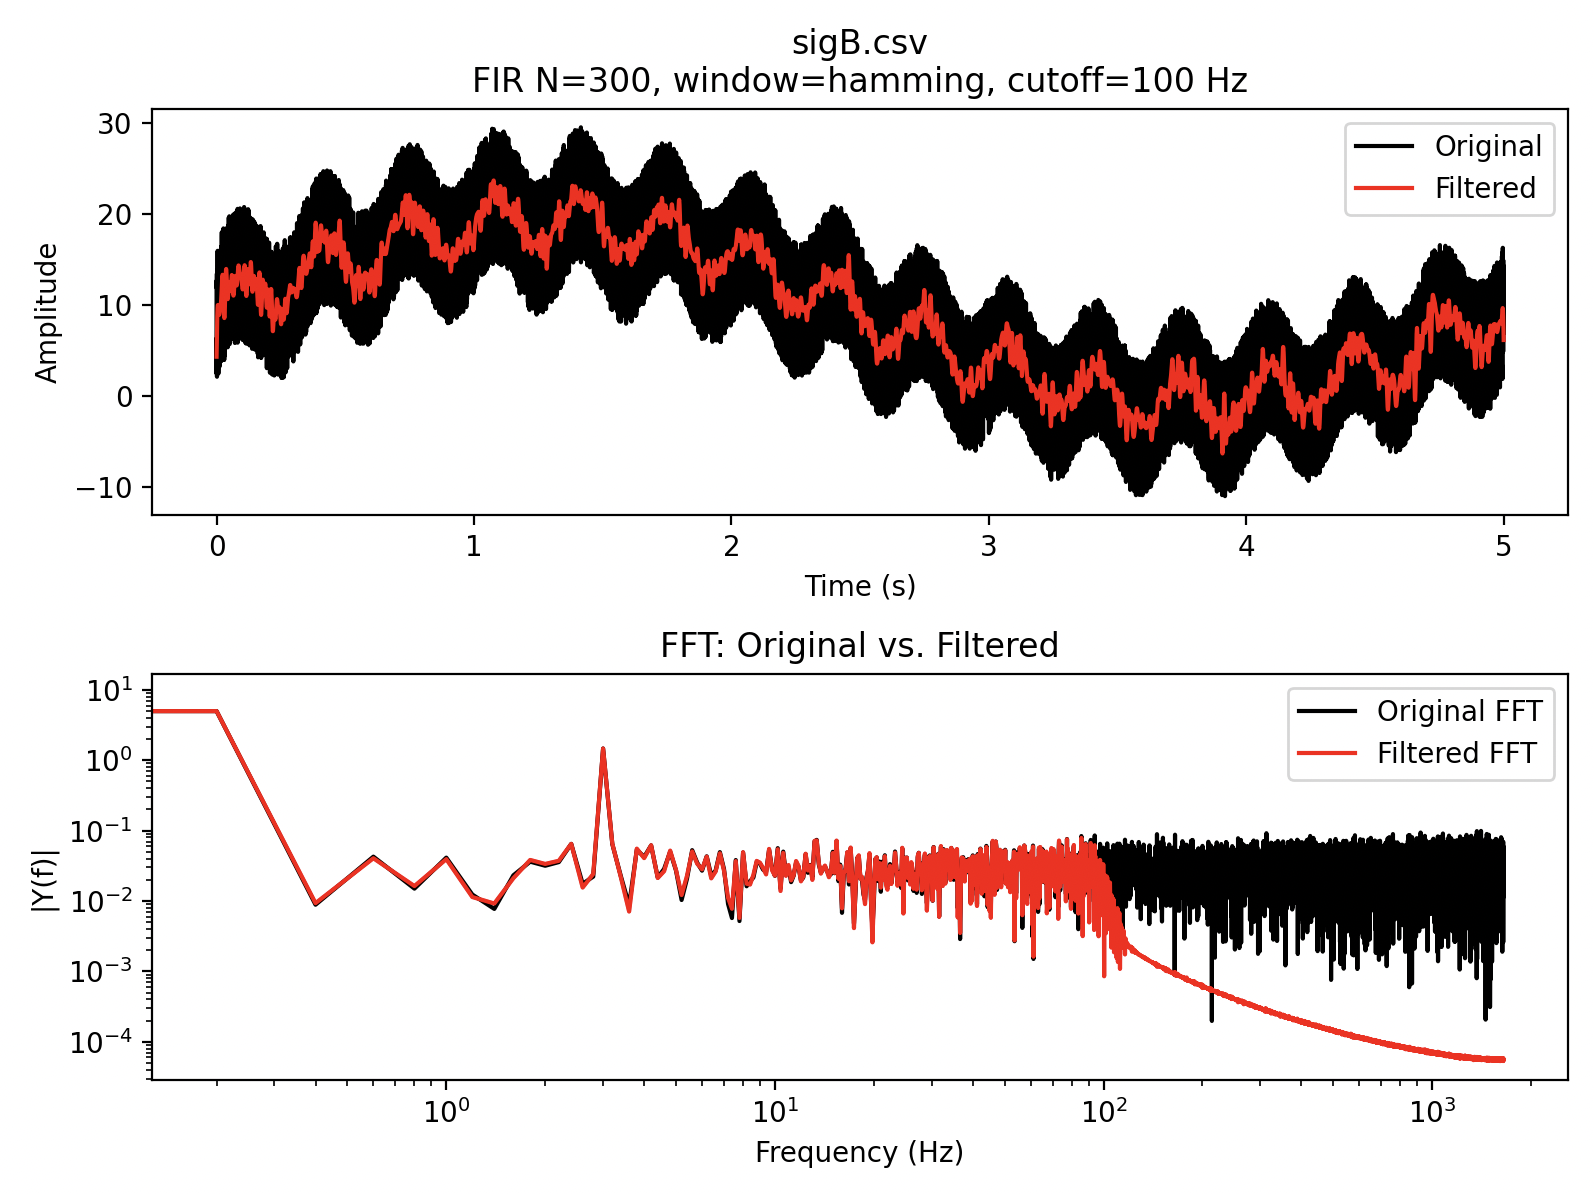 sigB.csv
FIR N=300, window=hamming, cutoff=100 Hz
30
20
10
0
−10
Amplitude
Original
Filtered
0
1
2
3
4
5
Time (s)
FFT: Original vs. Filtered
10¹
10⁰
10⁻¹
10⁻²
10⁻³
10⁻⁴
|Y(f)|
Original FFT
Filtered FFT
10⁰
10¹
10²
10³
Frequency (Hz)